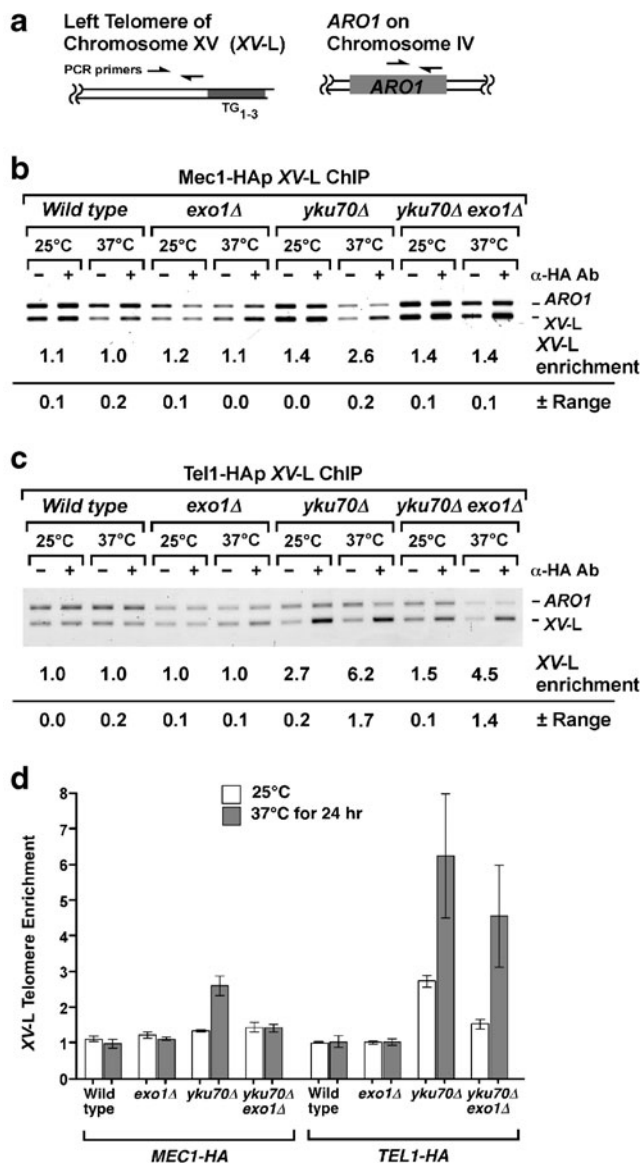 a
Left Telomere of
Chromosome XV (XV-L)
ARO1 on
Chromosome IV
PCR primers
TG1-3
ARO1
b
Mec1-HAp XV-L ChIP
Wild type exo1Δ yku70Δ yku70Δ exo1Δ
25°C 37°C 25°C 37°C 25°C 37°C 25°C 37°C
– + – + – + – + – + – + – + – + α-HA Ab
– ARO1
– XV-L
1.1 1.0 1.2 1.1 1.4 2.6 1.4 1.4 XV-L
enrichment
0.1 0.2 0.1 0.0 0.0 0.2 0.1 0.1 ± Range
c
Tel1-HAp XV-L ChIP
Wild type exo1Δ yku70Δ yku70Δ exo1Δ
25°C 37°C 25°C 37°C 25°C 37°C 25°C 37°C
– + – + – + – + – + – + – + – + α-HA Ab
– ARO1
– XV-L
1.0 1.0 1.0 1.0 2.7 6.2 1.5 4.5 XV-L
enrichment
0.0 0.2 0.1 0.1 0.2 1.7 0.1 1.4 ± Range
d
25°C
37°C for 24 hr
XV-L Telomere Enrichment
8
7
6
5
4
3
2
1
0
Wild
type
exo1Δ
yku70Δ
yku70Δ
exo1Δ
Wild
type
exo1Δ
yku70Δ
yku70Δ
exo1Δ
MEC1-HA
TEL1-HA